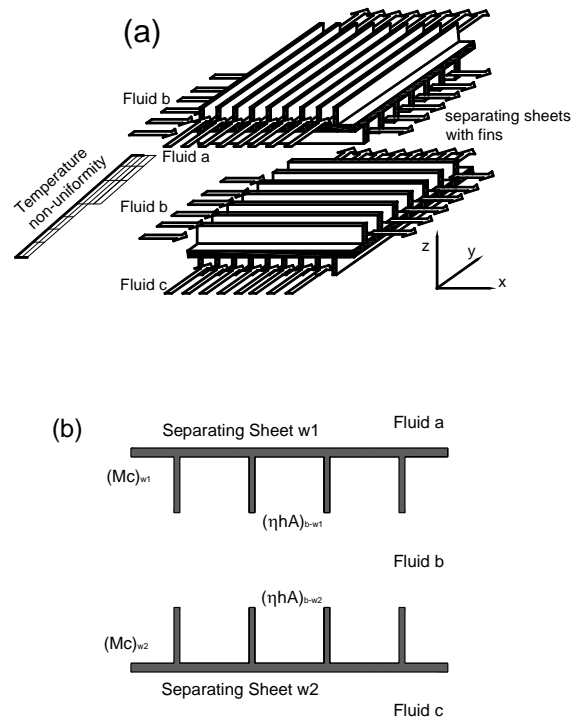 (a)
Fluid b
separating sheets
with fins
Fluid a
Temperature
non-uniformity
Fluid b
z
y
x
Fluid c
(b)
Fluid a
Separating Sheet w1
(Mc)w1
(ηhA)b-w1
Fluid b
(ηhA)b-w2
(Mc)w2
Separating Sheet w2
Fluid c